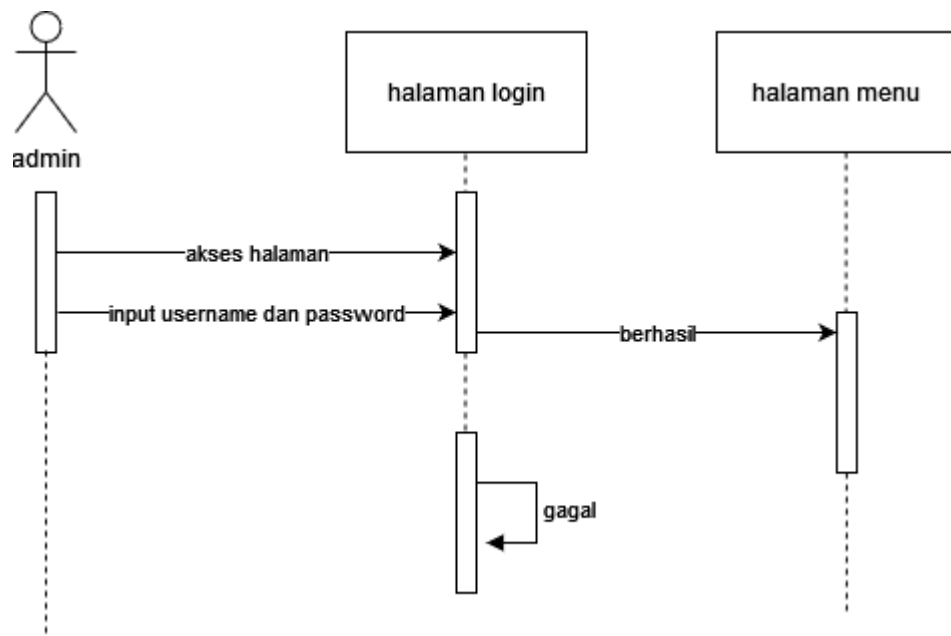 halaman login
halaman menu
admin
akses halaman
input username dan password
berhasil
gagal